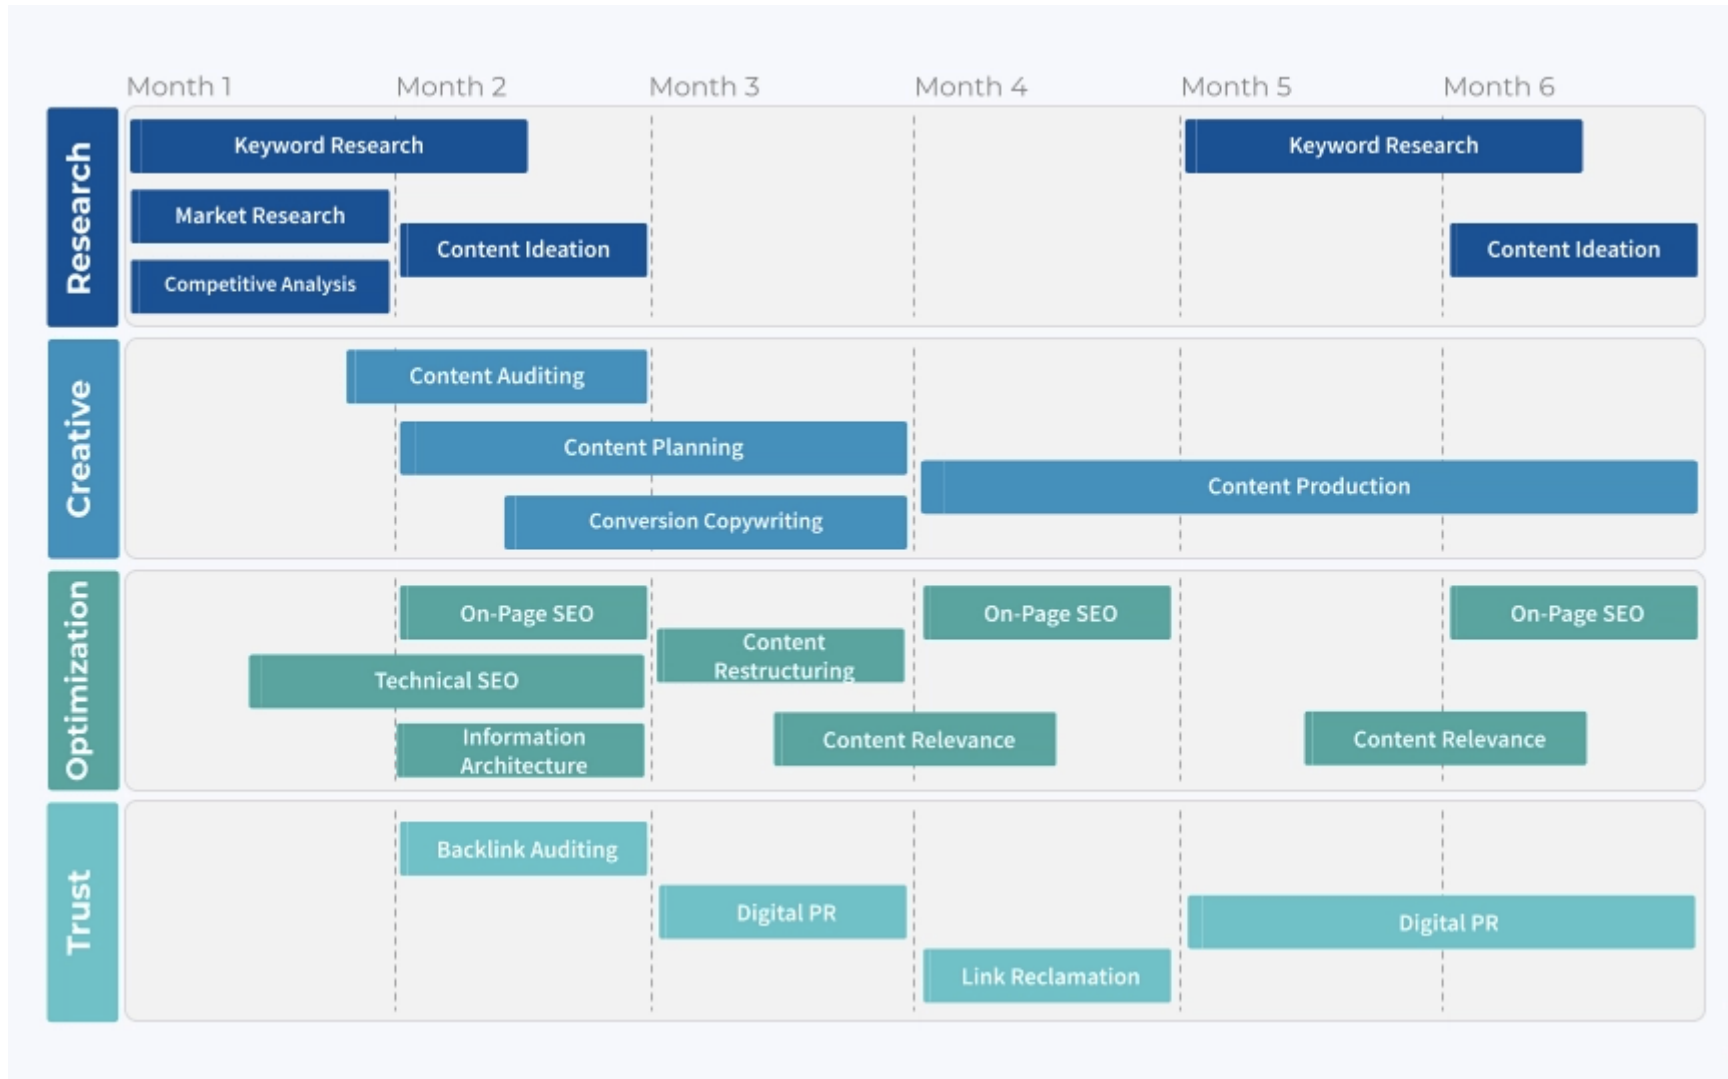 Month 1
Month 2
Month 3
Month 4
Month 5
Month 6
Research
Keyword Research
Keyword Research
Market Research
Content Ideation
Content Ideation
Competitive Analysis
Creative
Content Auditing
Content Planning
Content Production
Conversion Copywriting
Optimization
On-Page SEO
On-Page SEO
On-Page SEO
Content
Restructuring
Technical SEO
Information
Architecture
Content Relevance
Content Relevance
Trust
Backlink Auditing
Digital PR
Digital PR
Link Reclamation